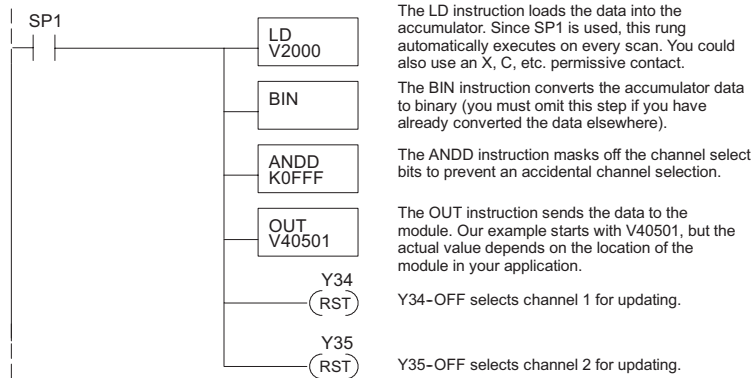 SP1
LD
V2000
The LD instruction loads the data into the
accumulator. Since SP1 is used, this rung
automatically executes on every scan. You could
also use an X, C, etc. permissive contact.
BIN
The BIN instruction converts the accumulator data
to binary (you must omit this step if you have
already converted the data elsewhere).
ANDD
K0FFF
The ANDD instruction masks off the channel select
bits to prevent an accidental channel selection.
OUT
V40501
The OUT instruction sends the data to the
module. Our example starts with V40501, but the
actual value depends on the location of the
module in your application.
Y34
RST
Y34-OFF selects channel 1 for updating.
Y35
RST
Y35-OFF selects channel 2 for updating.